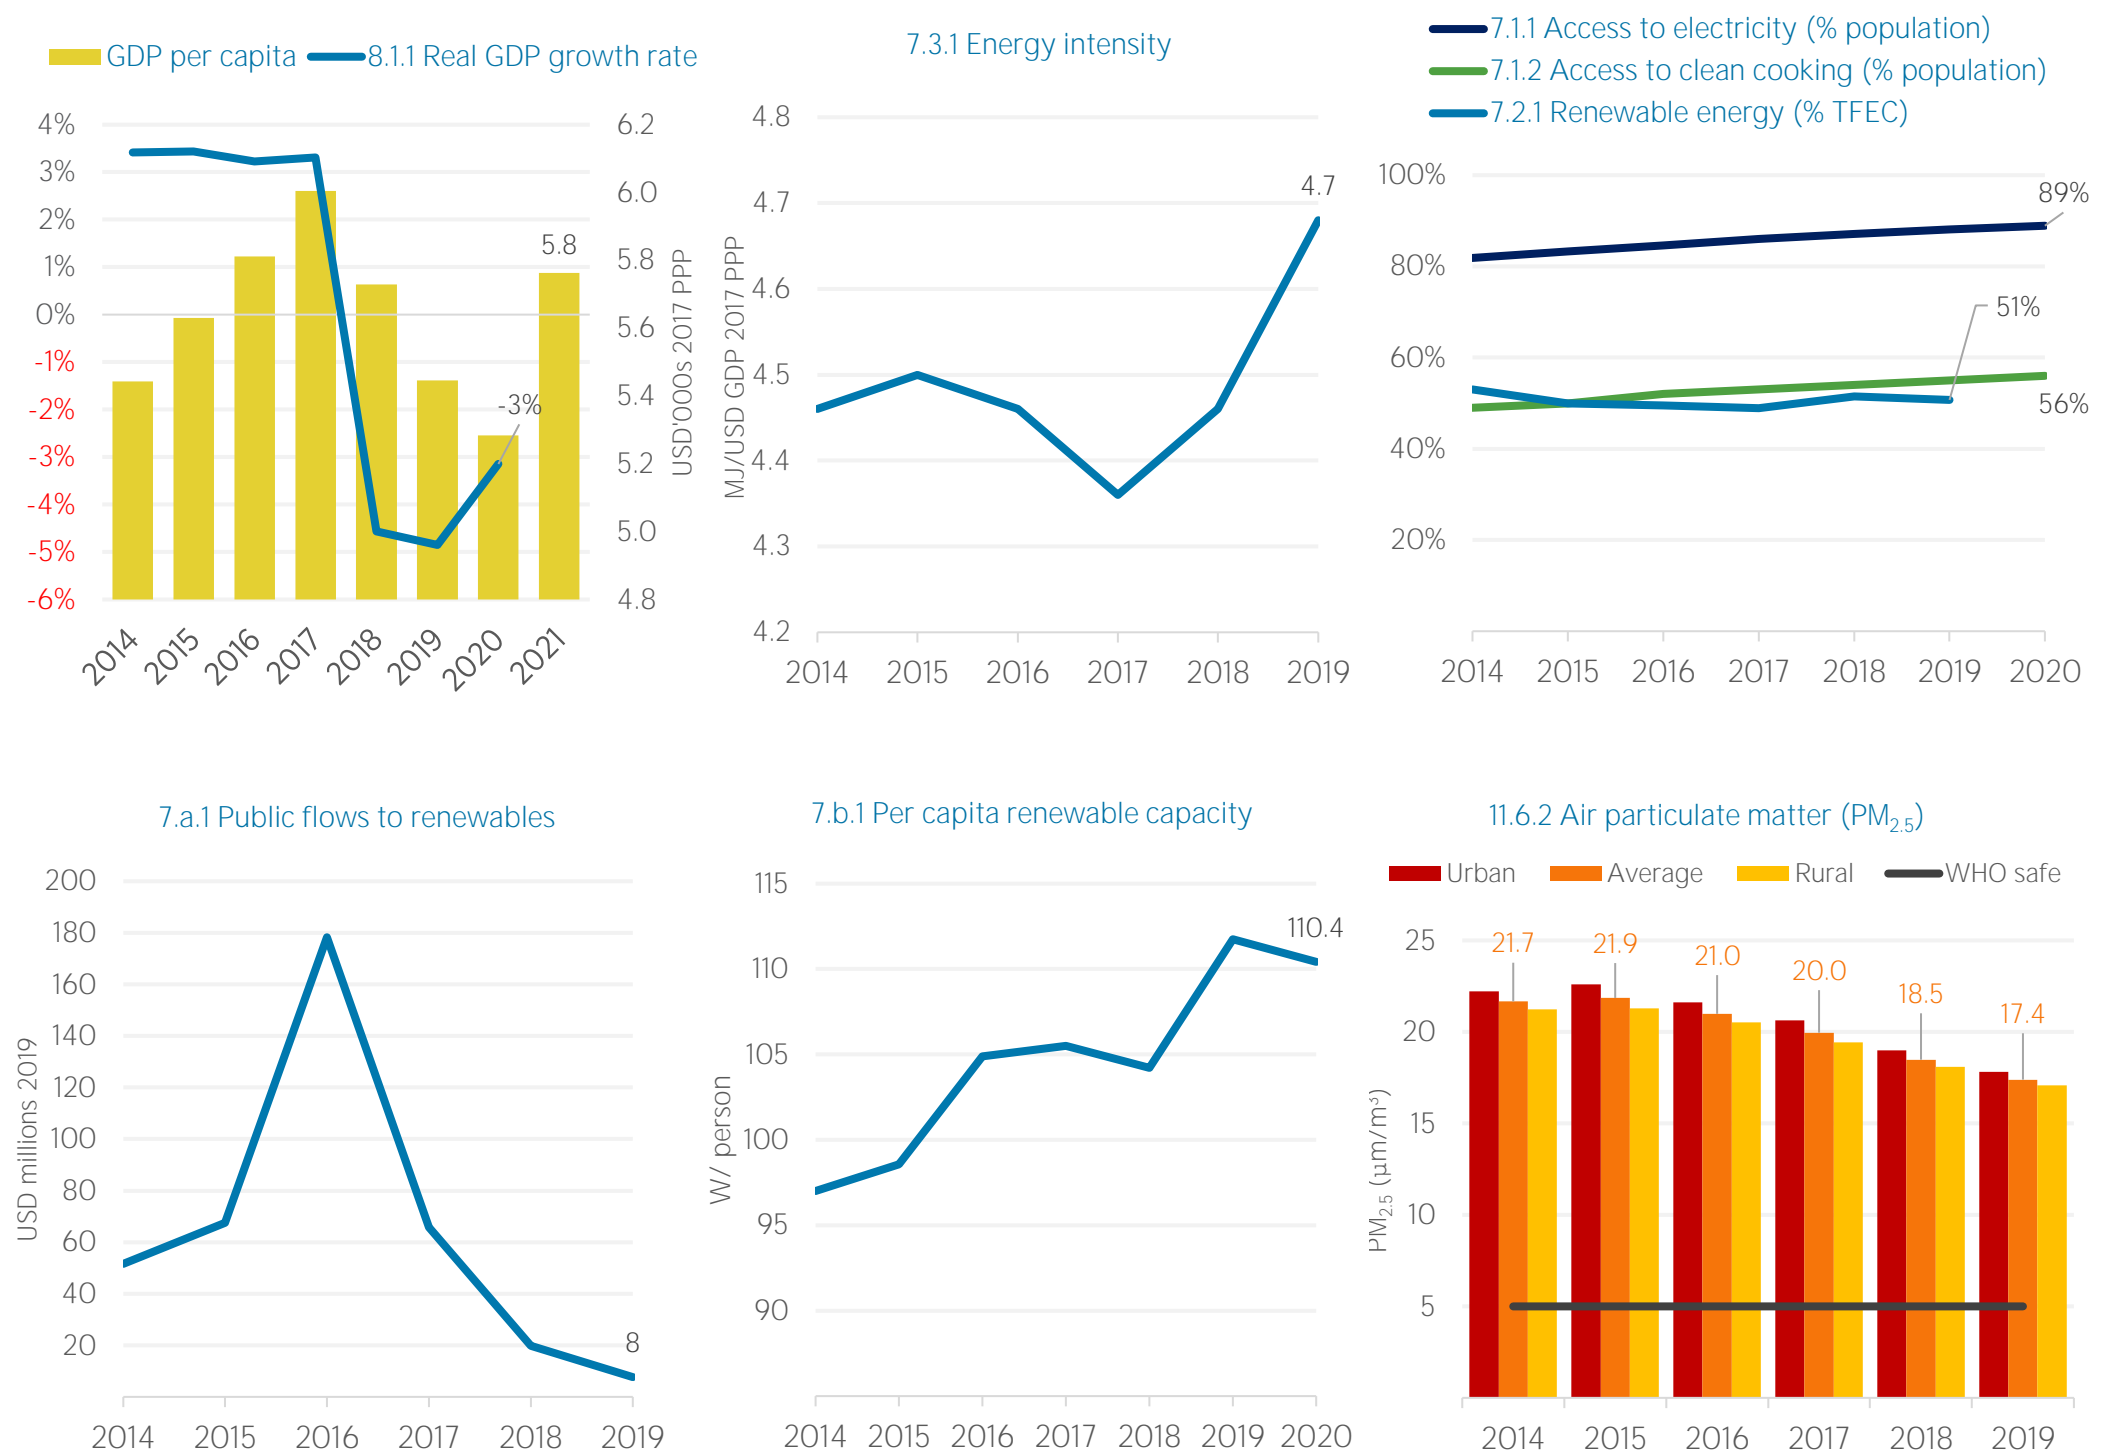 GDP per capita 8.1.1 Real GDP growth rate
4%
3%
2%
1%
0%
-1%
-2%
-3%
-4%
-5%
-6%
6.2
6.0
5.8
5.6
5.4
5.2
5.0
4.8
USD'000s 2017 PPP
5.8
-3%
2014 2015 2016 2017 2018 2019 2020 2021
7.3.1 Energy intensity
MJ/USD GDP 2017 PPP
4.8
4.7
4.6
4.5
4.4
4.3
4.2
4.7
2014 2015 2016 2017 2018 2019
7.1.1 Access to electricity (% population)
7.1.2 Access to clean cooking (% population)
7.2.1 Renewable energy (% TFEC)
100%
80%
60%
40%
20%
89%
51%
56%
2014 2015 2016 2017 2018 2019 2020
7.a.1 Public flows to renewables
USD millions 2019
200
180
160
140
120
100
80
60
40
20
8
2014 2015 2016 2017 2018 2019
7.b.1 Per capita renewable capacity
W/ person
115
110
105
100
95
90
110.4
2014 2015 2016 2017 2018 2019 2020
11.6.2 Air particulate matter (PM2.5)
Urban Average Rural WHO safe
PM2.5 (µm/m³)
25
20
15
10
5
21.7 21.9 21.0 20.0 18.5 17.4
2014 2015 2016 2017 2018 2019